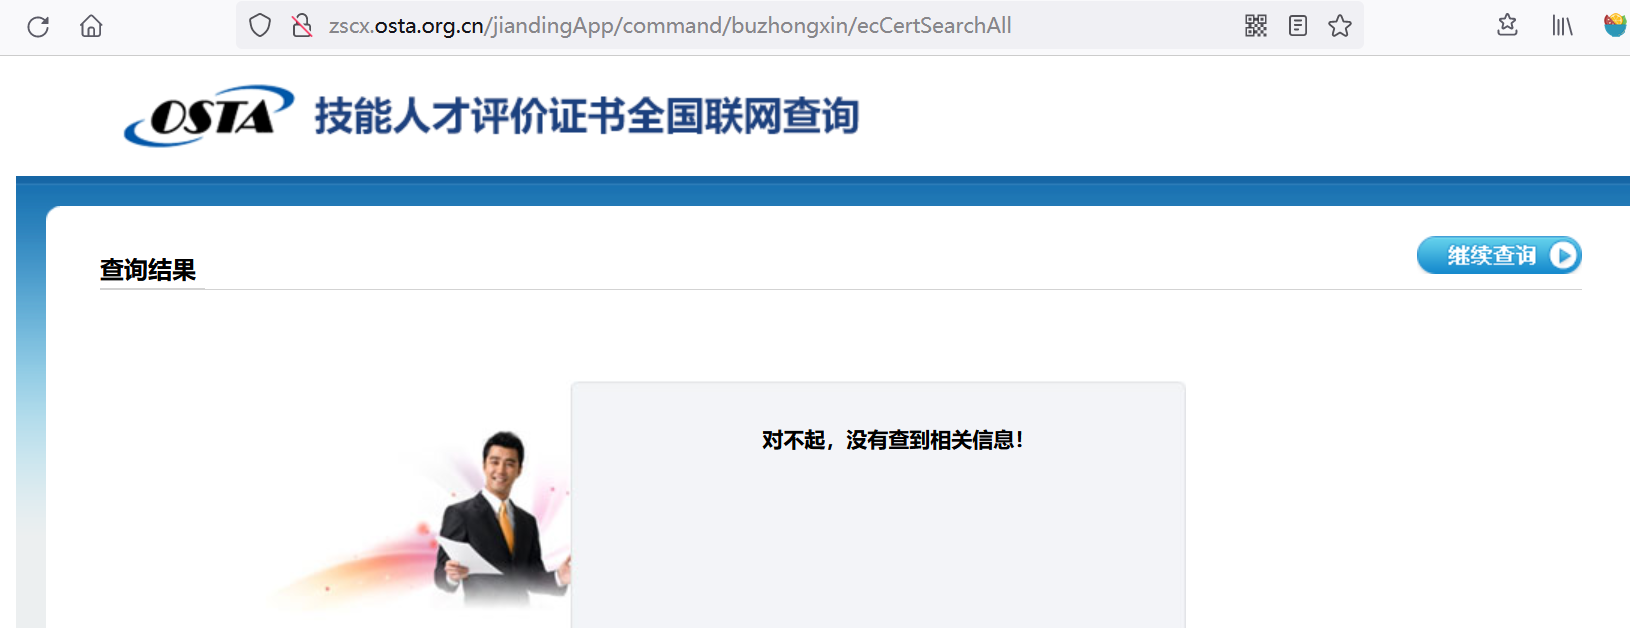 zscx.osta.org.cn/jiandingApp/command/buzhongxin/ecCertSearchAll
OSTA 技能人才评价证书全国联网查询
查询结果
继续查询
对不起，没有查到相关信息！